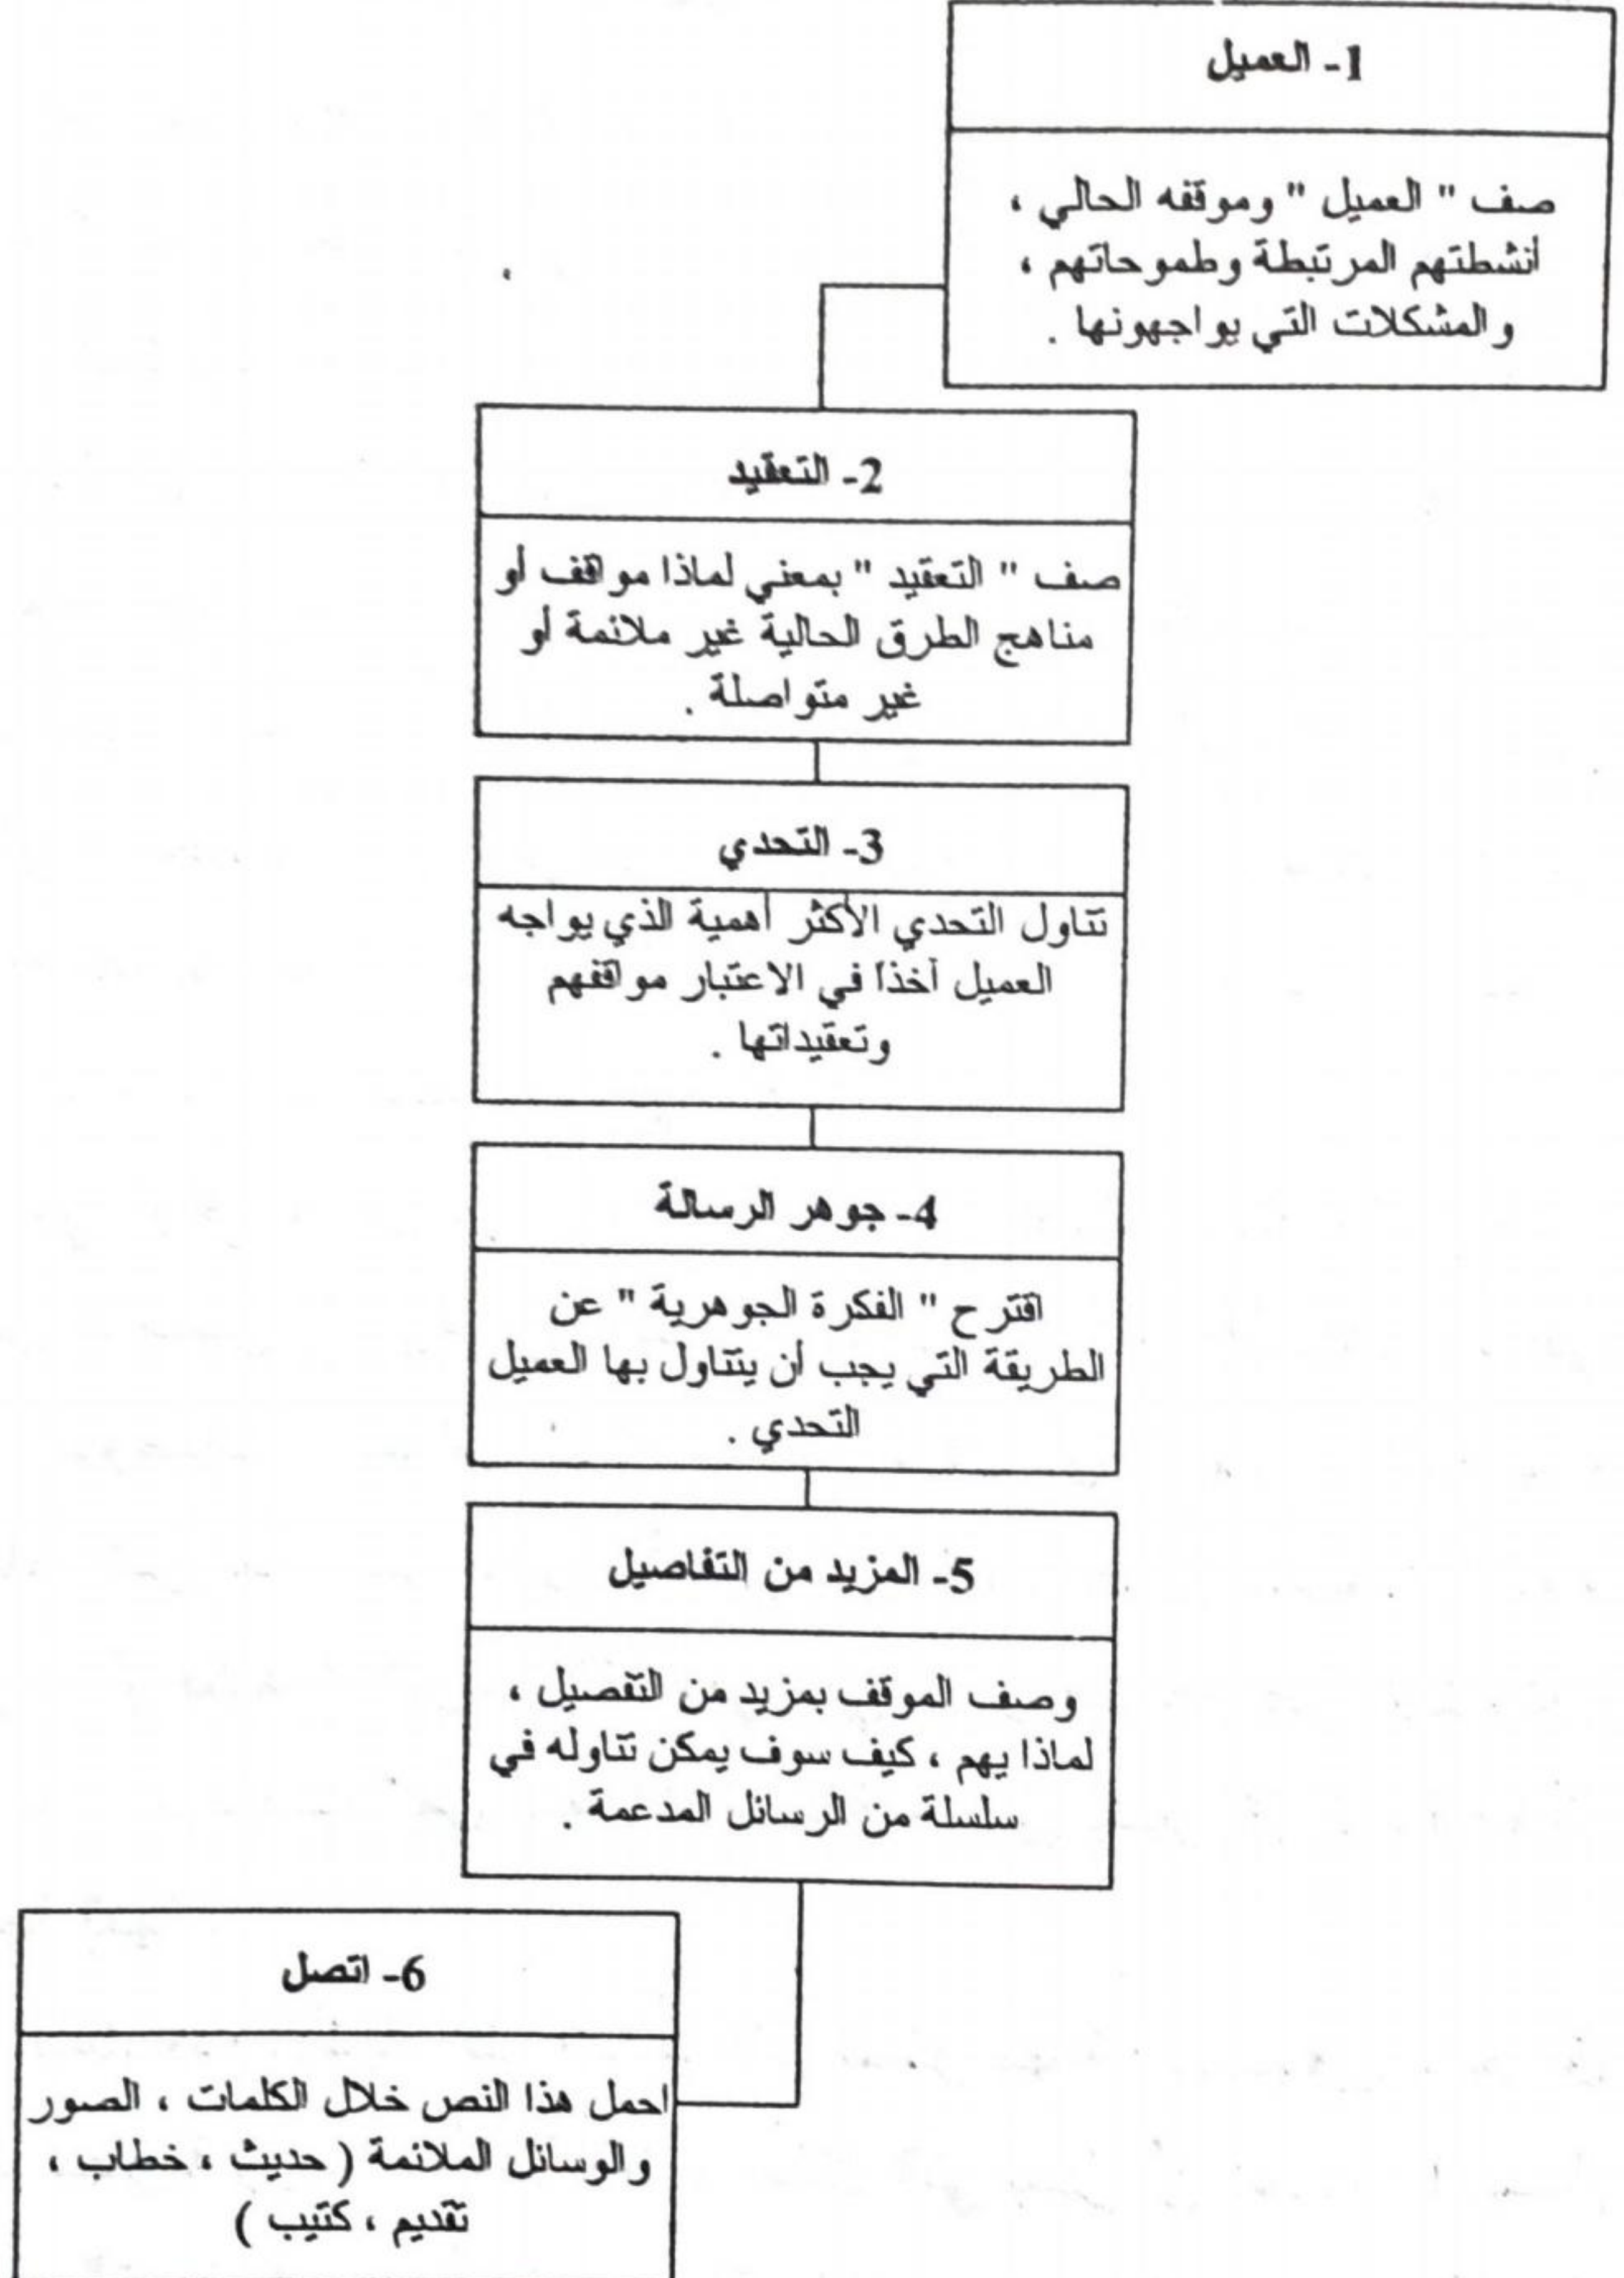 1- العميل
صف " العميل " وموقفه الحالي ،
أنشطتهم المرتبطة وطموحاتهم ،
والمشكلات التي يواجهونها .
2- التعقيد
صف " التعقيد " بمعني لماذا مواقف أو
مناهج الطرق الحالية غير ملائمة أو
غير متواصلة .
3- التحدي
تناول التحدي الأكثر أهمية الذي يواجه
العميل أخذاً في الاعتبار مواقفهم
وتعقيداتها .
4- جوهر الرسالة
اقترح " الفكرة الجوهرية " عن
الطريقة التي يجب أن يتناول بها العميل
التحدي .
5- المزيد من التفاصيل
وصف الموقف بمزيد من التفصيل ،
لماذا يهم ، كيف سوف يمكن تناوله في
سلسلة من الرسائل المدعمة .
6- اتصل
احمل هذا النص خلال الكلمات ، الصور
والوسائل الملائمة ( حديث ، خطاب ،
تقديم ، كتيب )